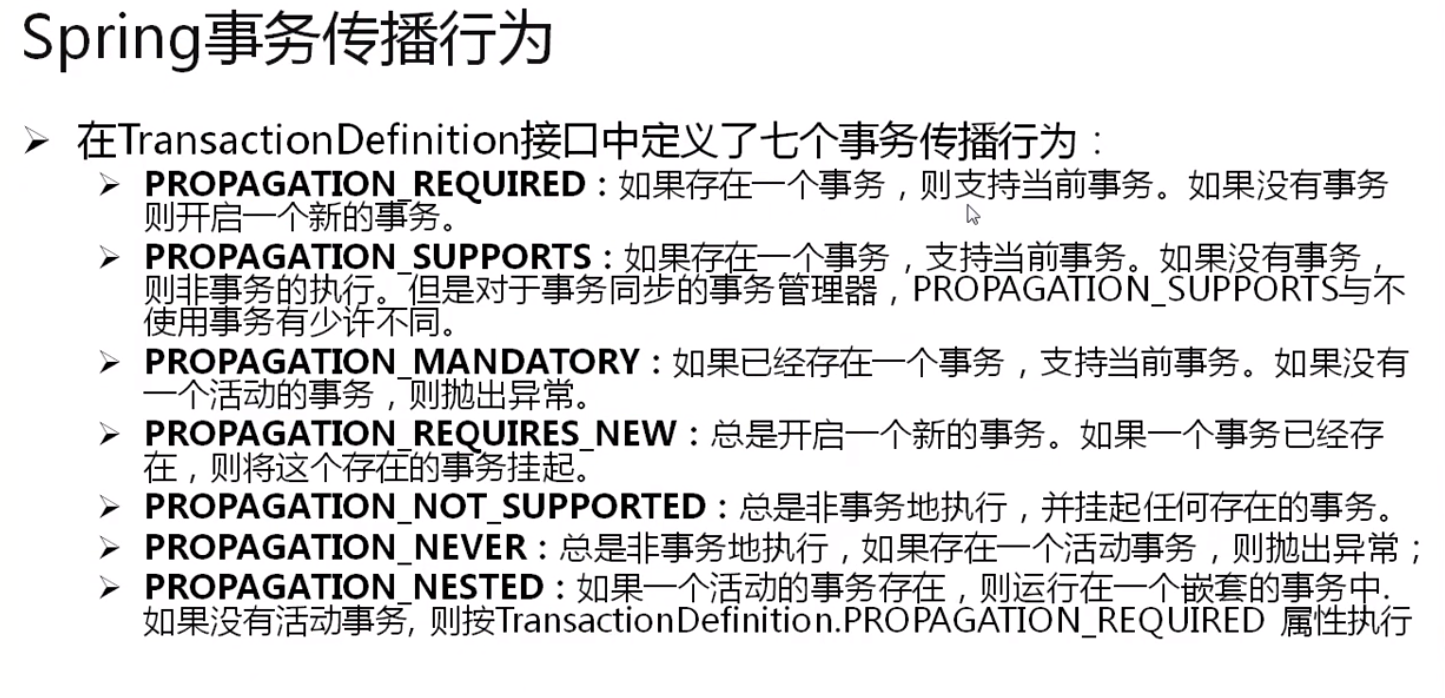 Spring事务传播行为
➢ 在TransactionDefinition接口中定义了七个事务传播行为：
➢ PROPAGATION_REQUIRED：如果存在一个事务，则支持当前事务。如果没有事务
则开启一个新的事务。
➢ PROPAGATION_SUPPORTS：如果存在一个事务，支持当前事务。如果没有事务，
则非事务的执行。但是对于事务同步的事务管理器，PROPAGATION_SUPPORTS与不
使用事务有少许不同。
➢ PROPAGATION_MANDATORY：如果已经存在一个事务，支持当前事务。如果没有
一个活动的事务，则抛出异常。
➢ PROPAGATION_REQUIRES_NEW：总是开启一个新的事务。如果一个事务已经存
在，则将这个存在的事务挂起。
➢ PROPAGATION_NOT_SUPPORTED：总是非事务地执行，并挂起任何存在的事务。
➢ PROPAGATION_NEVER：总是非事务地执行，如果存在一个活动事务，则抛出异常；
➢ PROPAGATION_NESTED：如果一个活动的事务存在，则运行在一个嵌套的事务中.
如果没有活动事务, 则按TransactionDefinition.PROPAGATION_REQUIRED 属性执行